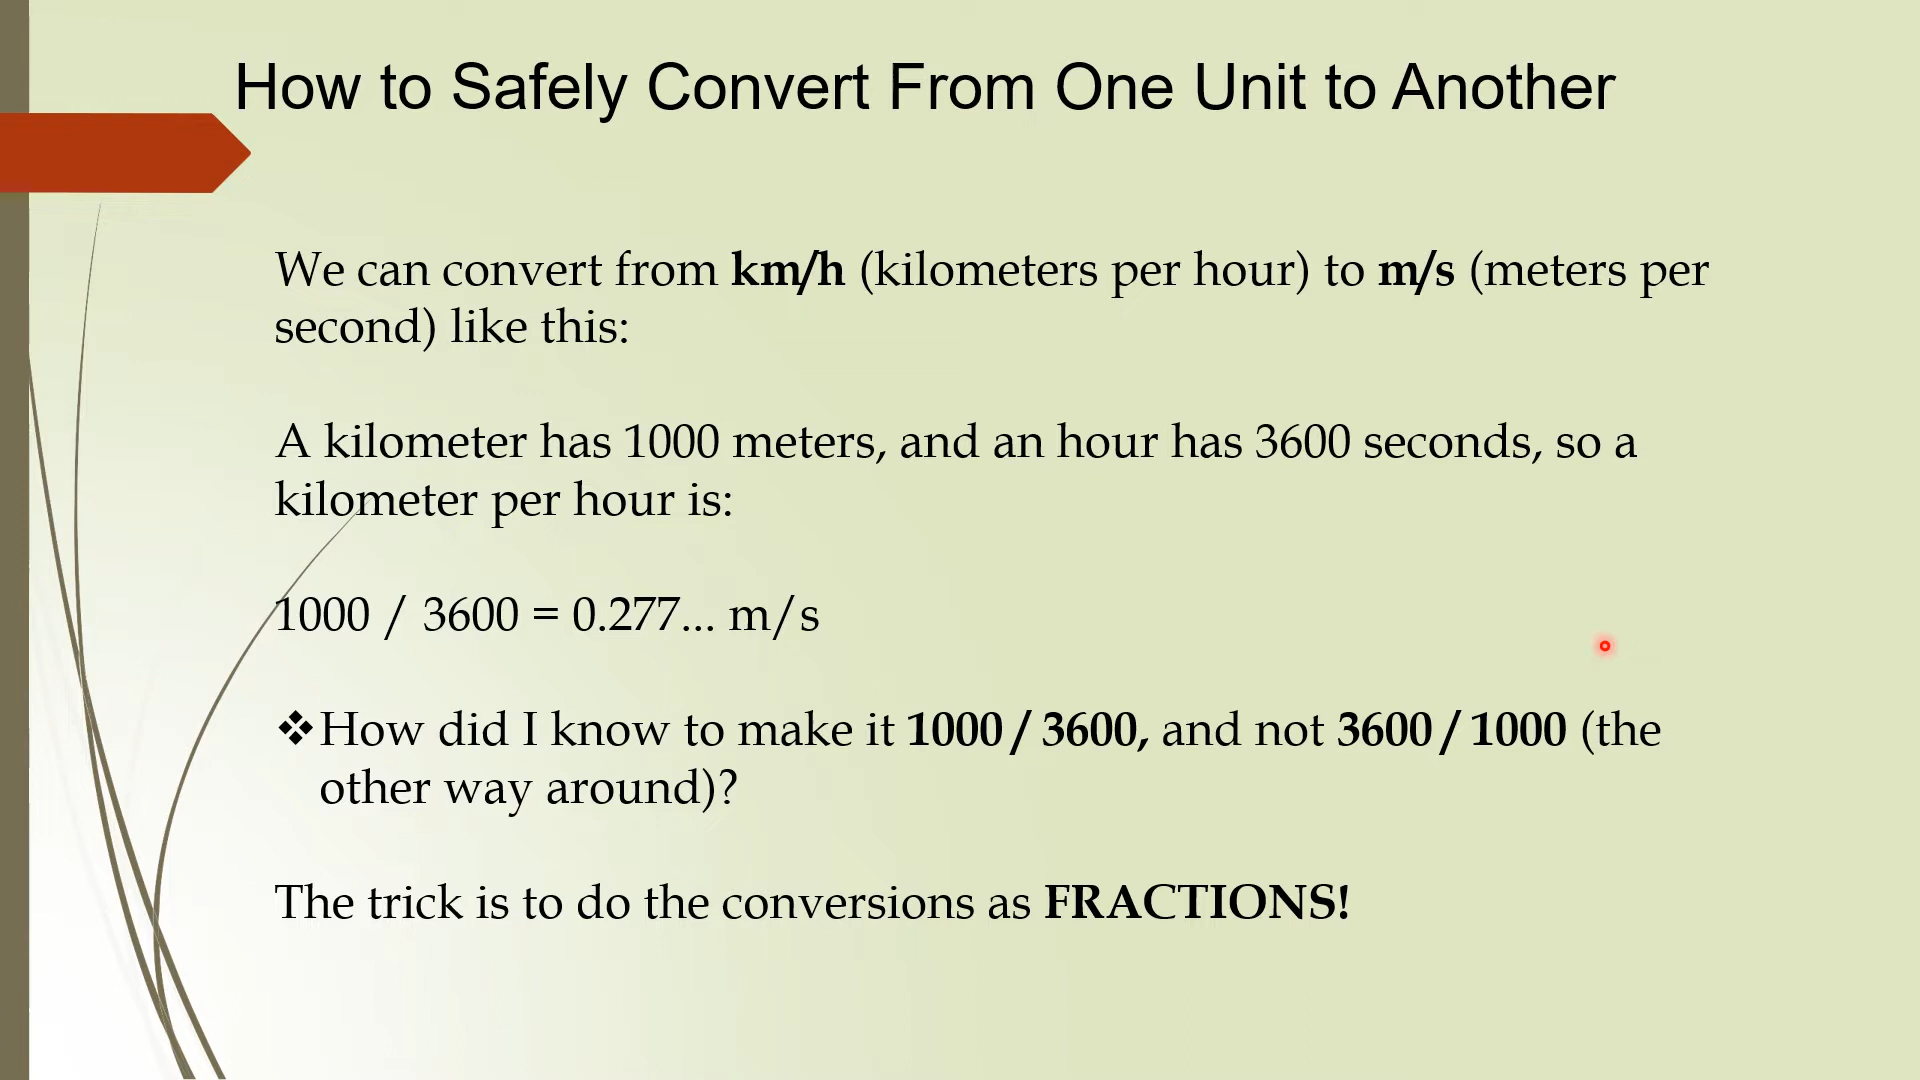 How to Safely Convert From One Unit to Another
We can convert from km/h (kilometers per hour) to m/s (meters per
second) like this:
A kilometer has 1000 meters, and an hour has 3600 seconds, so a
kilometer per hour is:
1000 / 3600 = 0.277... m/s
❖How did I know to make it 1000 / 3600, and not 3600 / 1000 (the
other way around)?
The trick is to do the conversions as FRACTIONS!